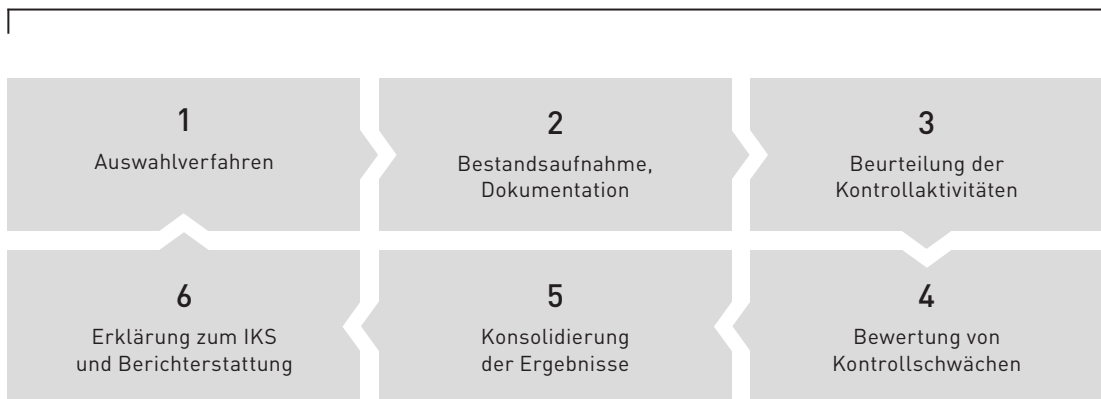 1
Auswahlverfahren
2
Bestandsaufnahme,
Dokumentation
3
Beurteilung der
Kontrollaktivitäten
4
Bewertung von
Kontrollschwächen
5
Konsolidierung
der Ergebnisse
6
Erklärung zum IKS
und Berichterstattung